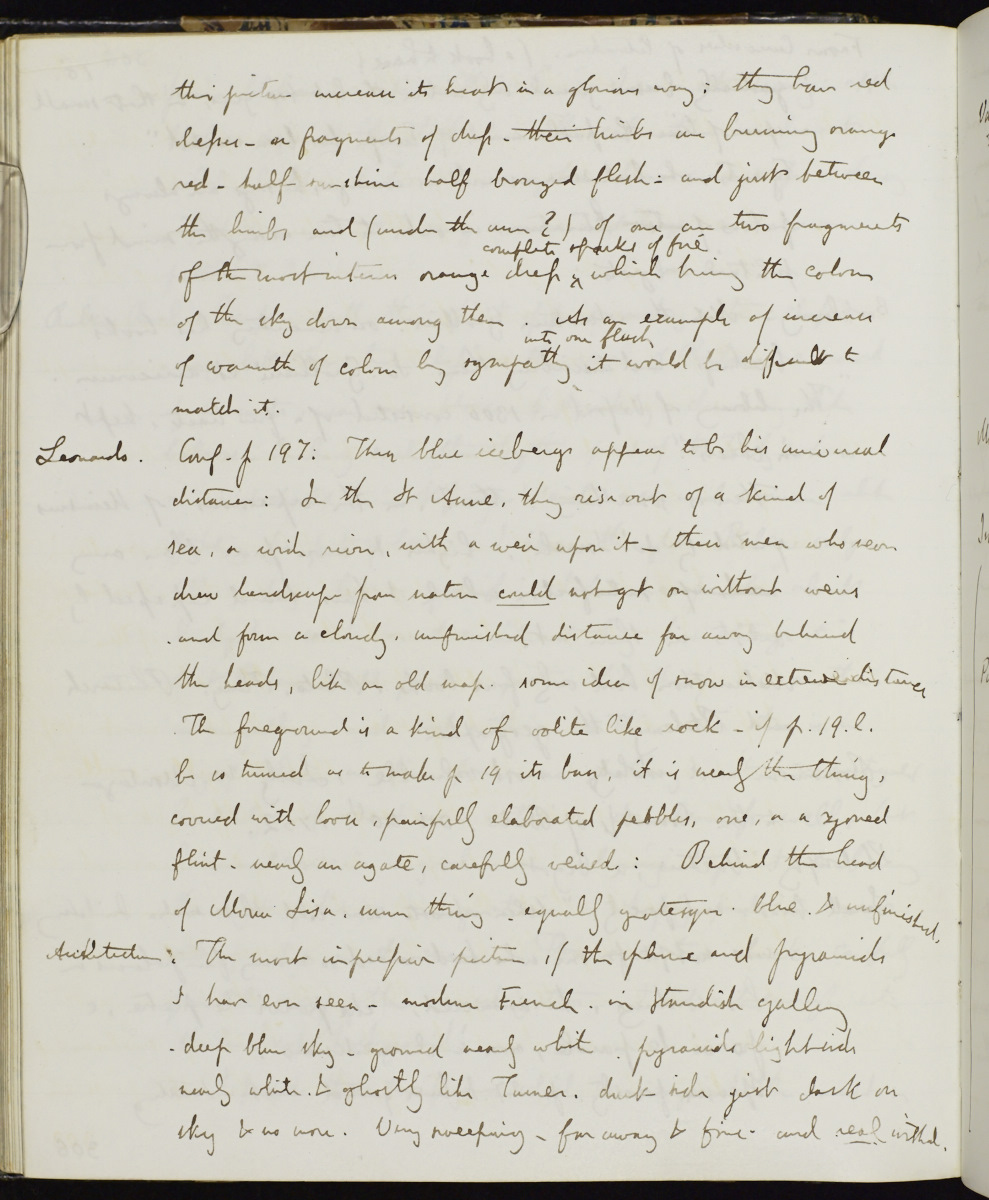 this picture increase its heat in a glorious way: they have red
dresses - or fragments of dress - their limbs are burning orange
red - half sunshine half bronzed flesh: and just between
the limbs and (under the arm?) of one are two fragments
complete sparks of fire
of the most intense orange dress ^ which bring the colour
of the sky down among them. As an example of increase
into one flash,
of warmth of colour by sympathy it would be difficult to
match it.
Leonardo. Conf. p 197: These blue icebergs appear to be his universal
distance: In the St Anne, they rise out of a kind of
sea, or wide river, with a weir upon it - these men who never
drew landscape from nature could not get on without weirs
and form a cloudy, unfinished distance far away behind
the heads, like an old map. some idea of snow in extreme distance
The foreground is a kind of oolite like rock - if p. 19. l.
be so turned as to make p 19 its base, it is nearly the thing,
covered with loose, painfully elaborated pebbles, one, or a zoned
flint - nearly an agate, carefully veined: Behind the head
of Mona Lisa, same thing - equally grotesque. blue. & unfinished.
Architecture: The most impressive picture of the sphinx and pyramids
I have ever seen - modern French. in Standish gallery
- deep blue sky - ground nearly white. pyramids light side
nearly white. & ghostly like Turner. dark side just dark on
sky & no more. Very sweeping - far away & fine - and real withal.